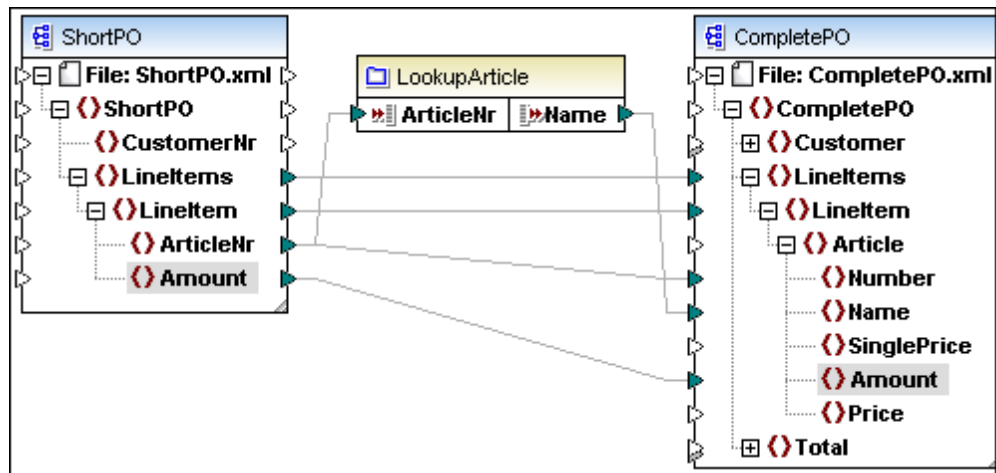 ShortPO
File: ShortPO.xml
ShortPO
CustomerNr
LineItems
LineItem
ArticleNr
Amount
LookupArticle
ArticleNr
Name
CompletePO
File: CompletePO.xml
CompletePO
Customer
LineItems
LineItem
Article
Number
Name
SinglePrice
Amount
Price
Total